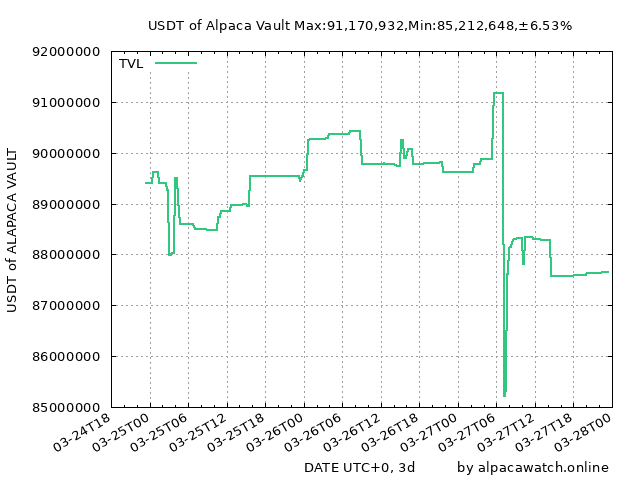 USDT of Alpaca Vault Max:91,170,932,Min:85,212,648,±6.53%
TVL
92000000
91000000
90000000
89000000
88000000
87000000
86000000
85000000
USDT of ALAPACA VAULT
03-24T18
03-25T00
03-25T06
03-25T12
03-25T18
03-26T00
03-26T06
03-26T12
03-26T18
03-27T00
03-27T06
03-27T12
03-27T18
03-28T00
DATE UTC+0, 3d
by alpacawatch.online